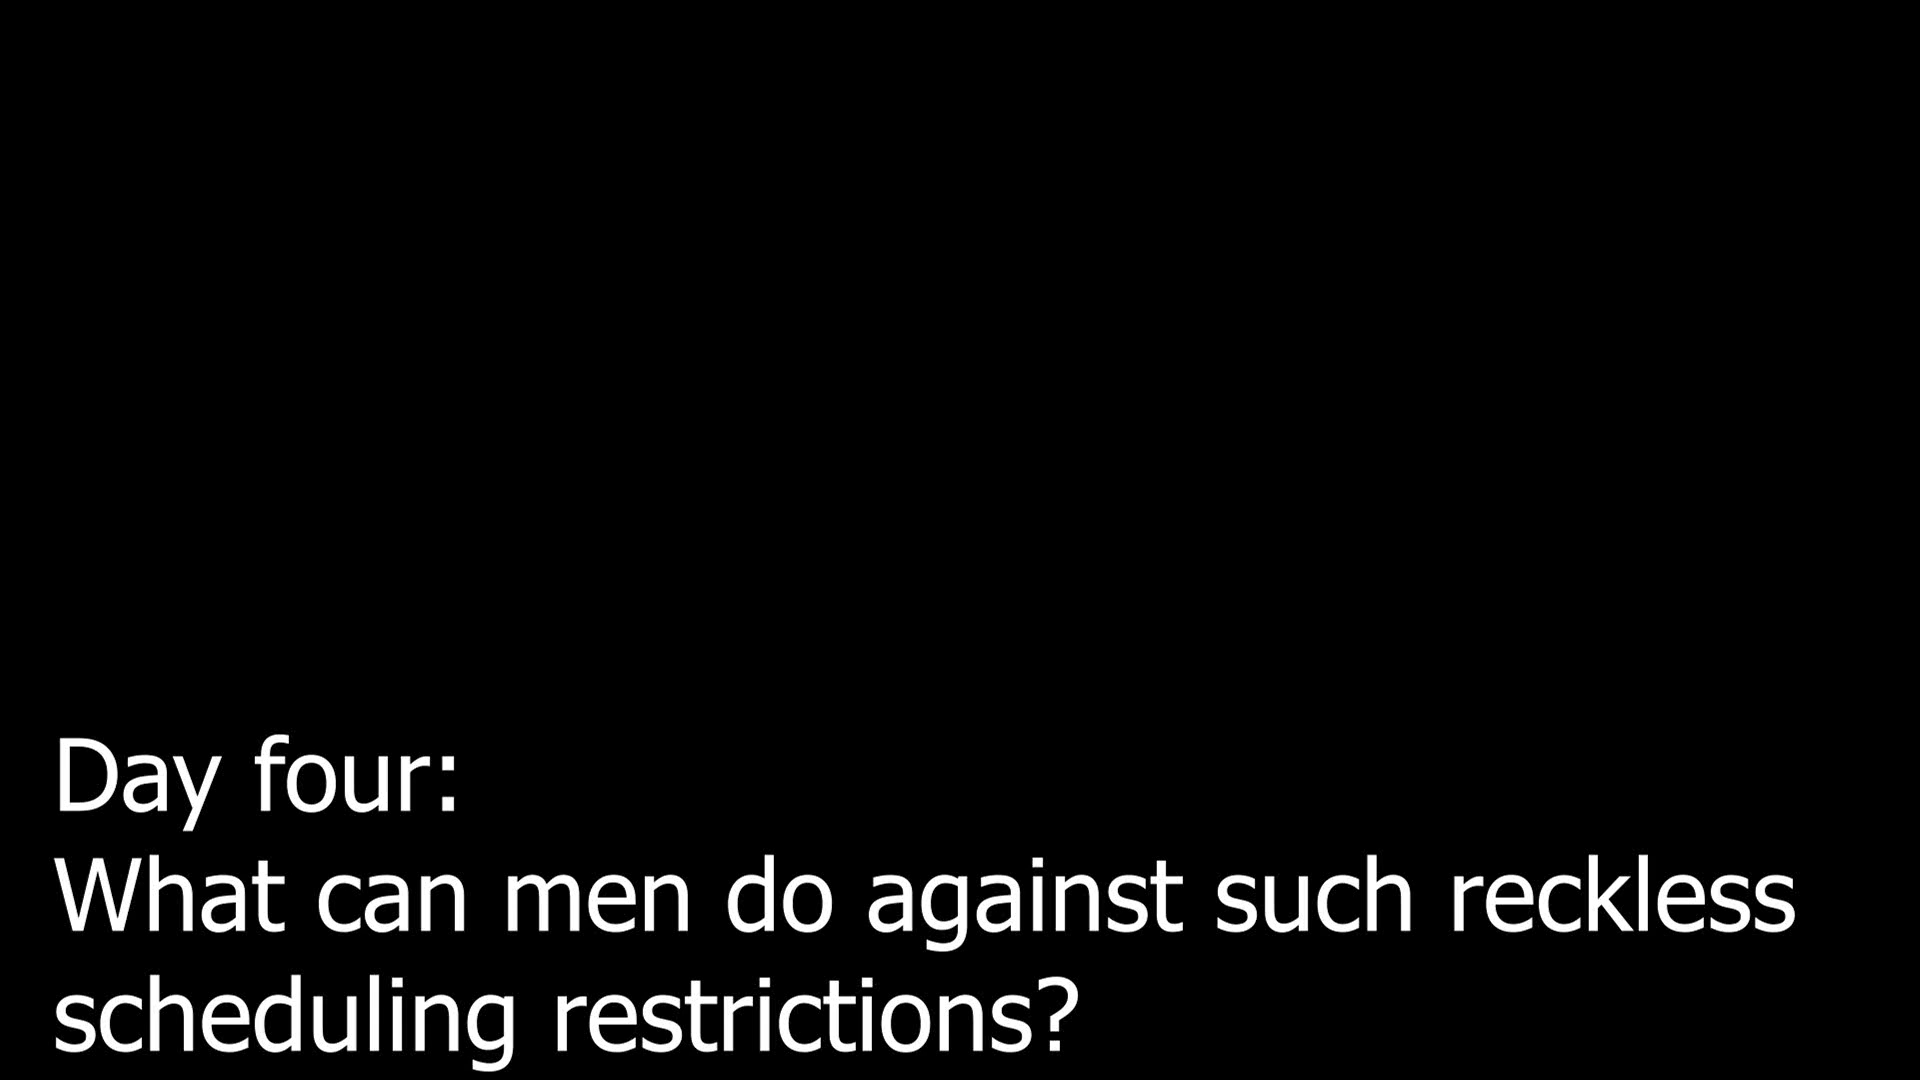 Day four:
What can men do against such reckless
scheduling restrictions?